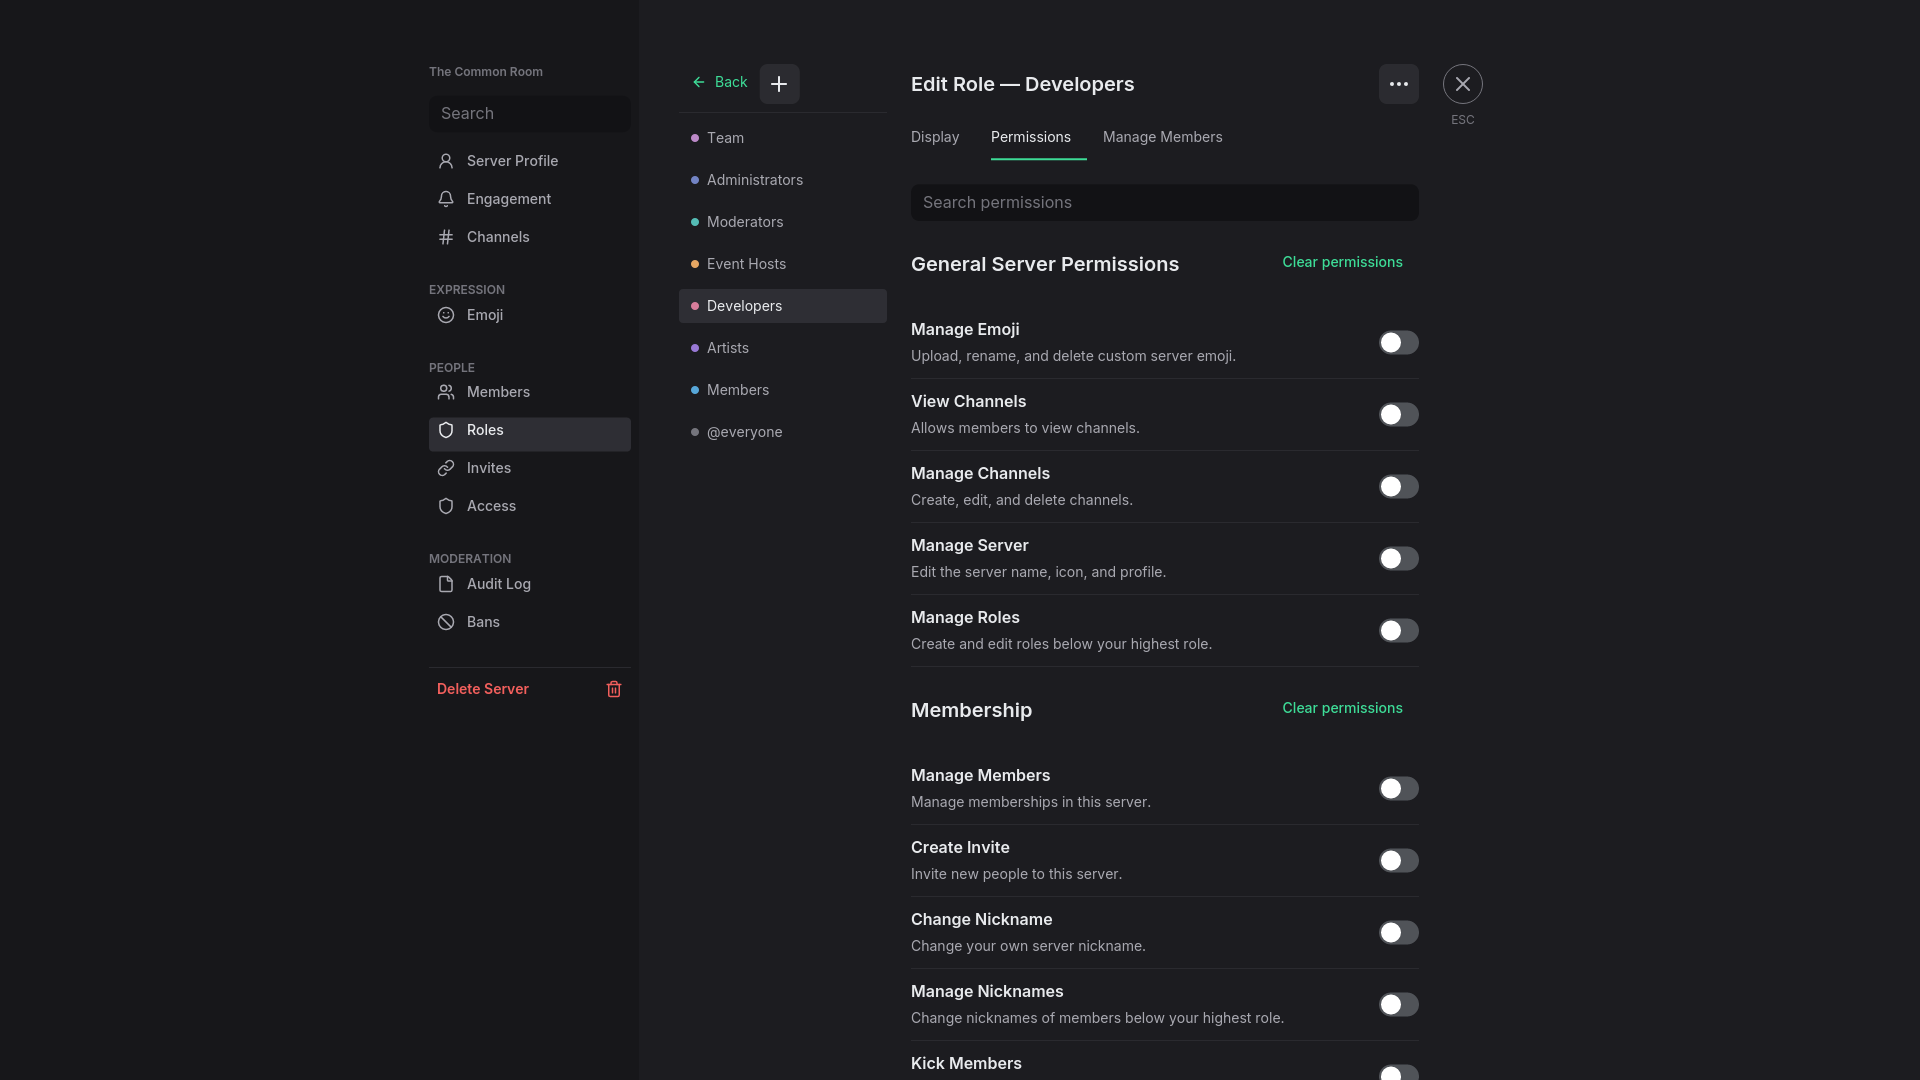 The Common Room
Search
Server Profile
Engagement
Channels
EXPRESSION
Emoji
PEOPLE
Members
Roles
Invites
Access
MODERATION
Audit Log
Bans
Delete Server
Back
Team
Administrators
Moderators
Event Hosts
Developers
Artists
Members
@everyone
Edit Role — Developers
ESC
Display Permissions Manage Members
Search permissions
General Server Permissions Clear permissions
Manage Emoji
Upload, rename, and delete custom server emoji.
View Channels
Allows members to view channels.
Manage Channels
Create, edit, and delete channels.
Manage Server
Edit the server name, icon, and profile.
Manage Roles
Create and edit roles below your highest role.
Membership Clear permissions
Manage Members
Manage memberships in this server.
Create Invite
Invite new people to this server.
Change Nickname
Change your own server nickname.
Manage Nicknames
Change nicknames of members below your highest role.
Kick Members